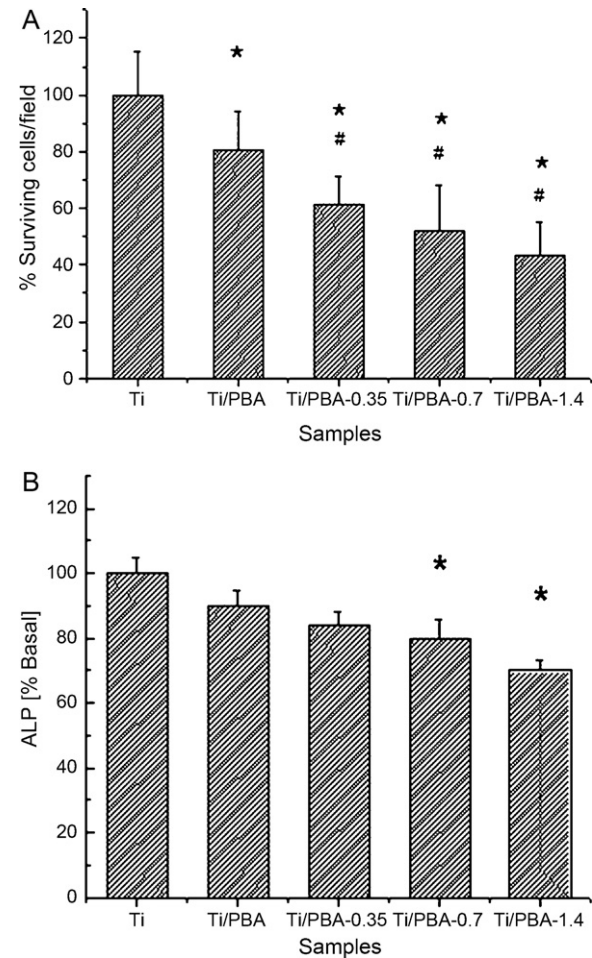 A
120
100
80
60
40
20
0
% Surviving cells/field
*
*
#
*
#
*
#
Ti Ti/PBA Ti/PBA-0.35 Ti/PBA-0.7 Ti/PBA-1.4
Samples
B
120
100
80
60
40
20
0
ALP [% Basal]
*
*
Ti Ti/PBA Ti/PBA-0.35 Ti/PBA-0.7 Ti/PBA-1.4
Samples